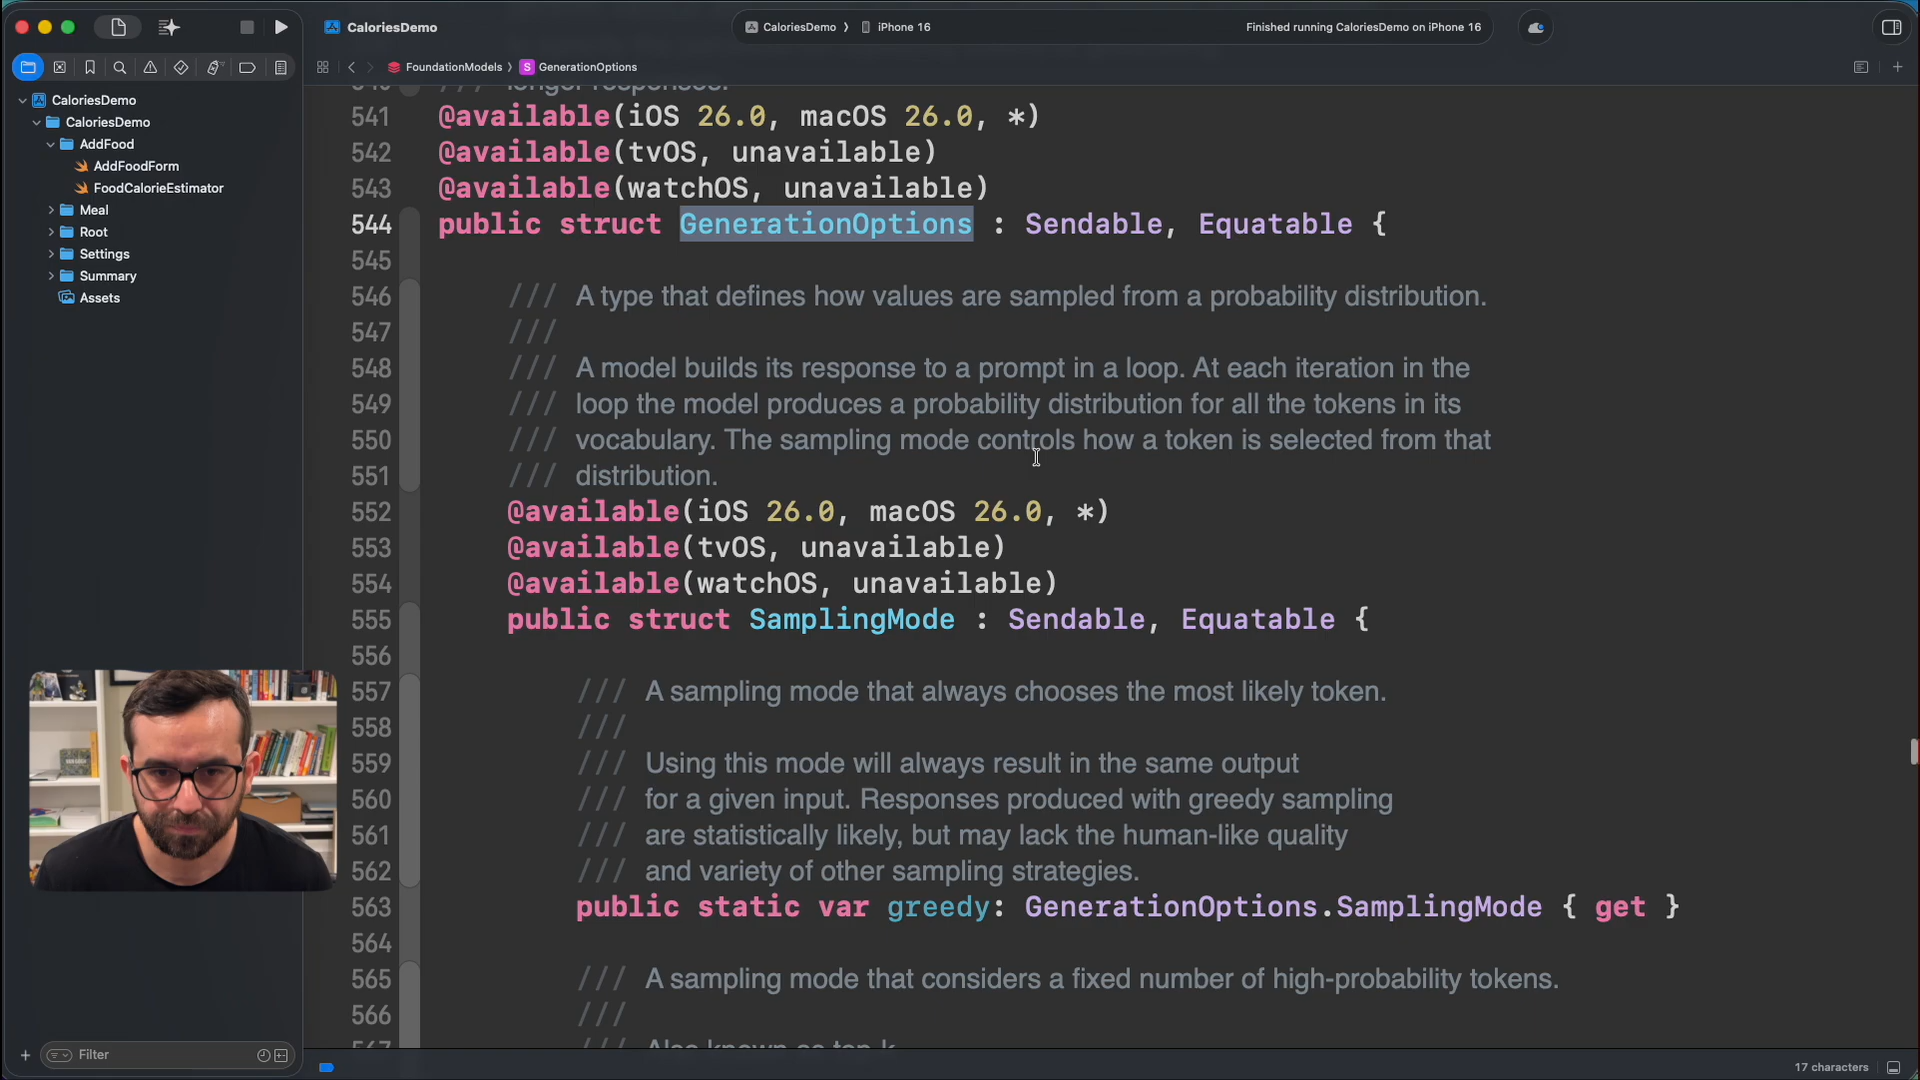 CaloriesDemo
CaloriesDemo 〉 iPhone 16
Finished running CaloriesDemo on iPhone 16
FoundationModels 〉 S GenerationOptions
CaloriesDemo
CaloriesDemo
AddFood
AddFoodForm
FoodCalorieEstimator
Meal
Root
Settings
Summary
Assets
/// longer responses.
541 @available(iOS 26.0, macOS 26.0, *)
542 @available(tvOS, unavailable)
543 @available(watchOS, unavailable)
544 public struct GenerationOptions : Sendable, Equatable {
545
546 /// A type that defines how values are sampled from a probability distribution.
547 ///
548 /// A model builds its response to a prompt in a loop. At each iteration in the
549 /// loop the model produces a probability distribution for all the tokens in its
550 /// vocabulary. The sampling mode controls how a token is selected from that
551 /// distribution.
552 @available(iOS 26.0, macOS 26.0, *)
553 @available(tvOS, unavailable)
554 @available(watchOS, unavailable)
555 public struct SamplingMode : Sendable, Equatable {
556
557 /// A sampling mode that always chooses the most likely token.
558 ///
559 /// Using this mode will always result in the same output
560 /// for a given input. Responses produced with greedy sampling
561 /// are statistically likely, but may lack the human-like quality
562 /// and variety of other sampling strategies.
563 public static var greedy: GenerationOptions.SamplingMode { get }
564
565 /// A sampling mode that considers a fixed number of high-probability tokens.
566 ///
567 /// Also known as top-k.
Filter
17 characters